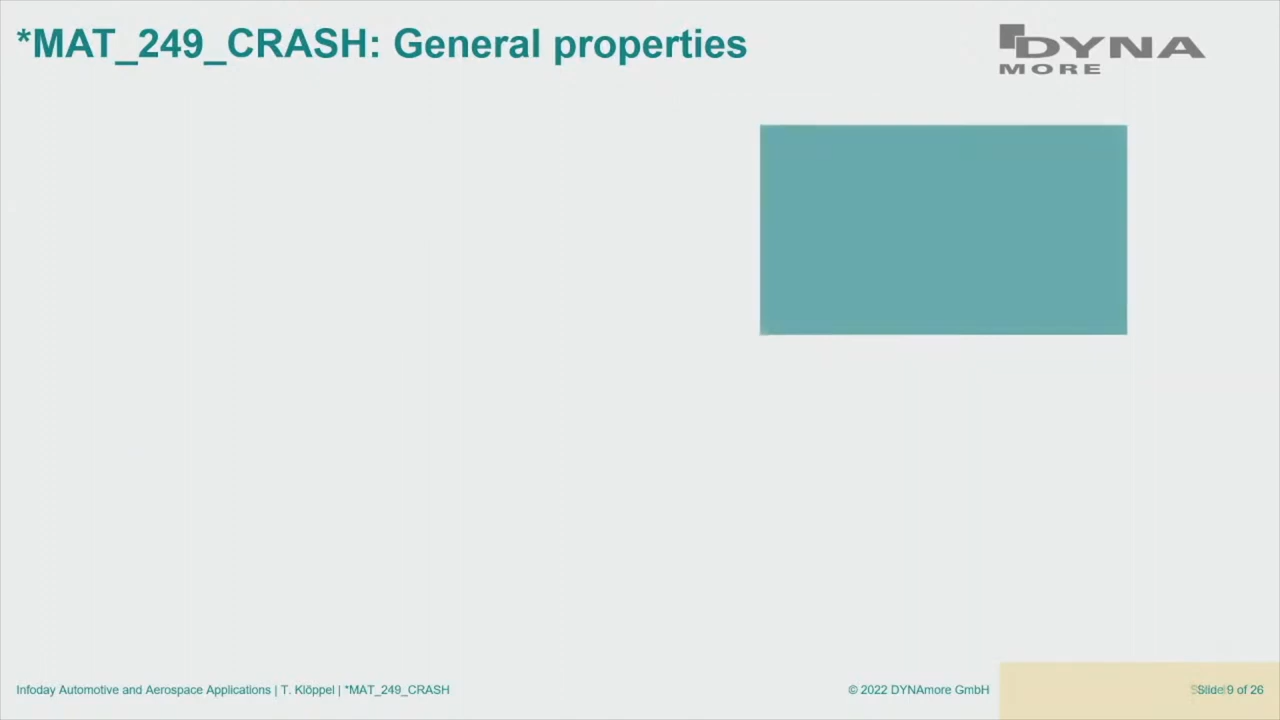 *MAT_249_CRASH: General properties
DYNA
MORE
Infoday Automotive and Aerospace Applications | T. Klöppel | *MAT_249_CRASH
© 2022 DYNAmore GmbH
Slide 9 of 26